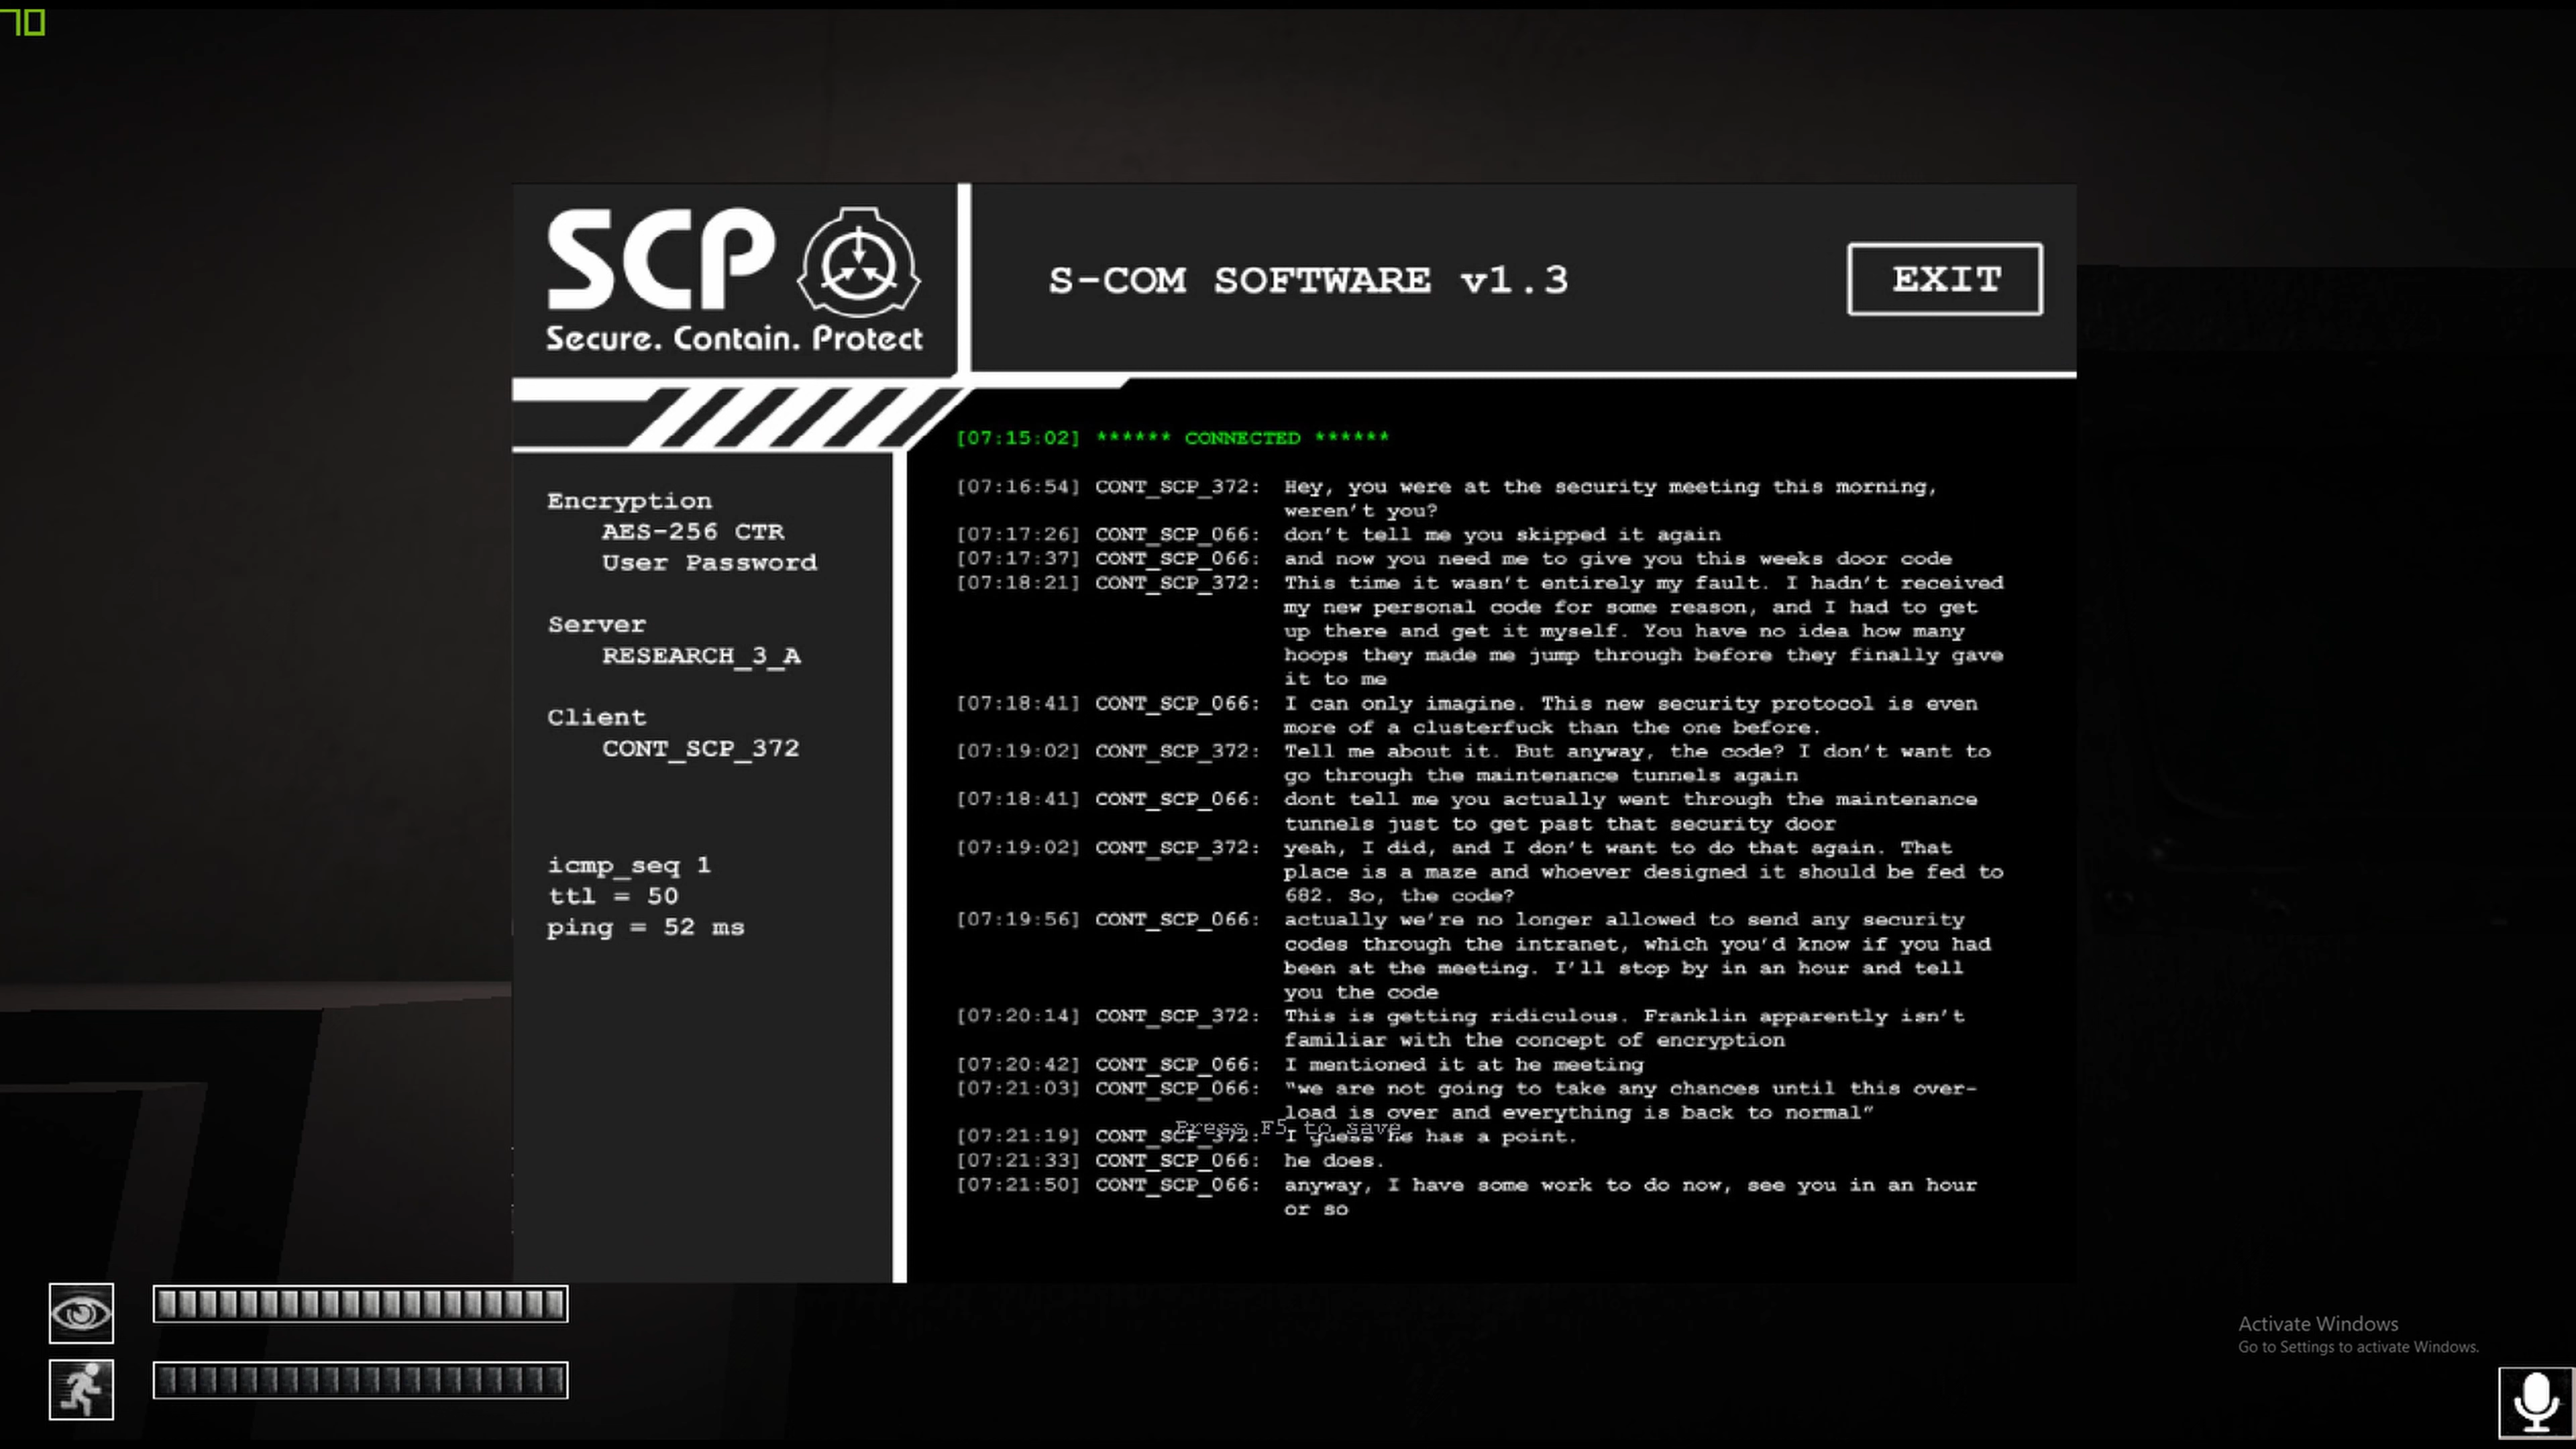 70
SCP
Secure. Contain. Protect
S-COM SOFTWARE v1.3
EXIT
Encryption
AES-256 CTR
User Password
Server
RESEARCH_3_A
Client
CONT_SCP_372
icmp_seq 1
ttl = 50
ping = 52 ms
[07:15:02] ****** CONNECTED ******
[07:16:54] CONT_SCP_372: Hey, you were at the security meeting this morning,
weren't you?
[07:17:26] CONT_SCP_066: don't tell me you skipped it again
[07:17:37] CONT_SCP_066: and now you need me to give you this weeks door code
[07:18:21] CONT_SCP_372: This time it wasn't entirely my fault. I hadn't received
my new personal code for some reason, and I had to get
up there and get it myself. You have no idea how many
hoops they made me jump through before they finally gave
it to me
[07:18:41] CONT_SCP_066: I can only imagine. This new security protocol is even
more of a clusterfuck than the one before.
[07:19:02] CONT_SCP_372: Tell me about it. But anyway, the code? I don't want to
go through the maintenance tunnels again
[07:18:41] CONT_SCP_066: dont tell me you actually went through the maintenance
tunnels just to get past that security door
[07:19:02] CONT_SCP_372: yeah, I did, and I don't want to do that again. That
place is a maze and whoever designed it should be fed to
682. So, the code?
[07:19:56] CONT_SCP_066: actually we're no longer allowed to send any security
codes through the intranet, which you'd know if you had
been at the meeting. I'll stop by in an hour and tell
you the code
[07:20:14] CONT_SCP_372: This is getting ridiculous. Franklin apparently isn't
familiar with the concept of encryption
[07:20:42] CONT_SCP_066: I mentioned it at he meeting
[07:21:03] CONT_SCP_066: "we are not going to take any chances until this over-
load is over and everything is back to normal"
Press F5 to save
[07:21:19] CONT_SCP_372: I guess he has a point.
[07:21:33] CONT_SCP_066: he does.
[07:21:50] CONT_SCP_066: anyway, I have some work to do now, see you in an hour
or so
Activate Windows
Go to Settings to activate Windows.